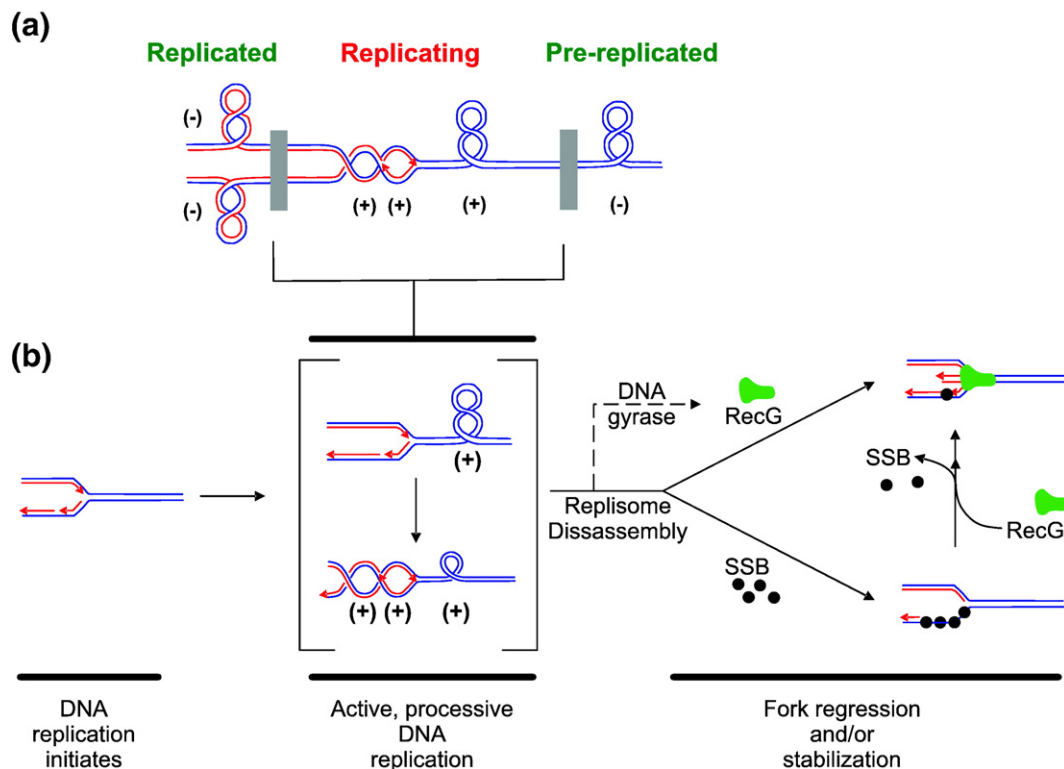 (a)
Replicated Replicating Pre-replicated
(-)
(-)
(+) (+) (+) (-)
(b)
DNA
gyrase
RecG
(+)
SSB
RecG
Replisome
Disassembly
SSB
(+) (+) (+)
DNA
replication
initiates
Active, processive
DNA
replication
Fork regression
and/or
stabilization